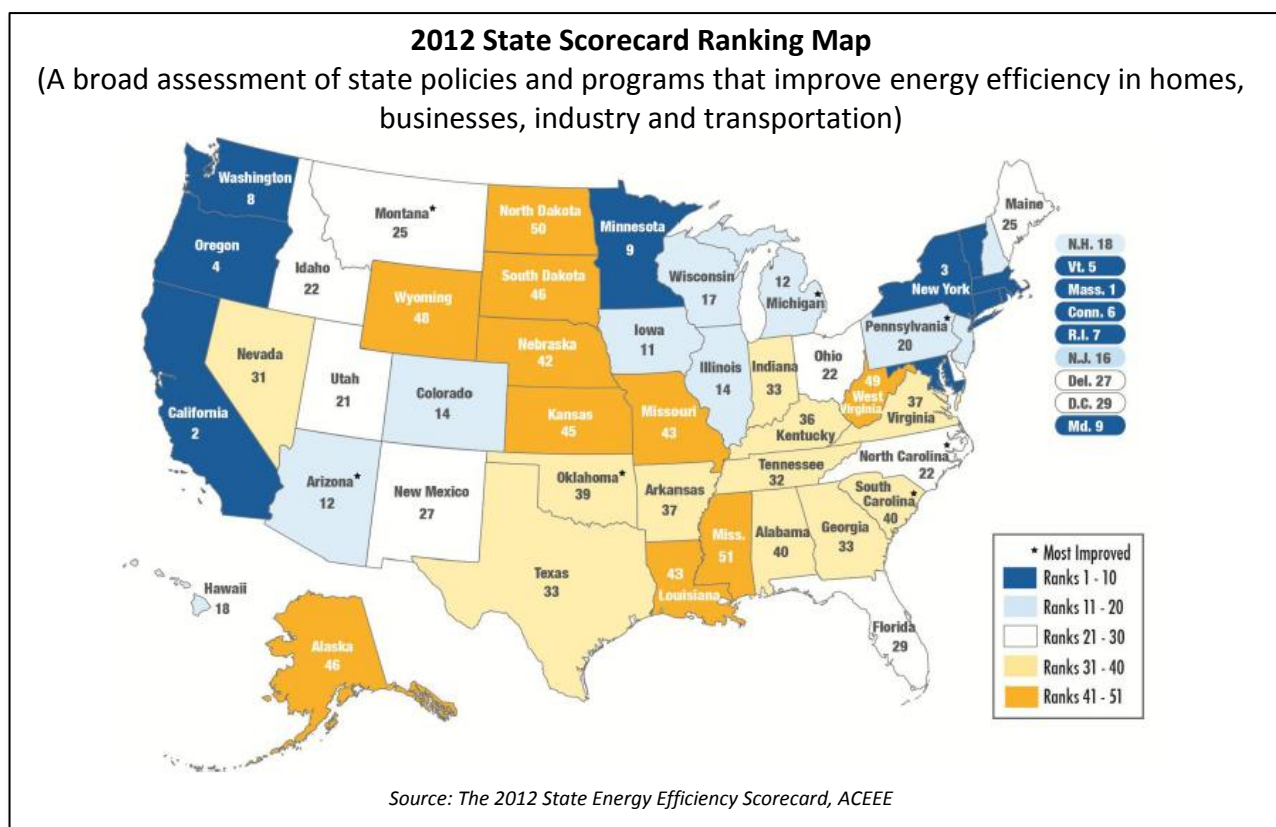 2012 State Scorecard Ranking Map
(A broad assessment of state policies and programs that improve energy efficiency in homes,
businesses, industry and transportation)
Washington
8
Oregon
4
California
2
Montana★
25
Idaho
22
Nevada
31
Utah
21
Arizona★
12
Wyoming
48
Colorado
14
New Mexico
27
North Dakota
50
South Dakota
46
Nebraska
42
Kansas
45
Oklahoma★
39
Texas
33
Minnesota
9
Iowa
11
Missouri
43
Arkansas
37
43
Louisiana
Wisconsin
17
Illinois
14
12
Michigan★
Indiana
33
Ohio
22
36
Kentucky
Tennessee
32
Miss.
51
Alabama
40
Georgia
33
Florida
29
South
Carolina★
40
North Carolina★
22
37
Virginia
49
West
Virginia
Pennsylvania★
20
3
New York
Maine
25
Hawaii
18
Alaska
46
N.H. 18
Vt. 5
Mass. 1
Conn. 6
R.I. 7
N.J. 16
Del. 27
D.C. 29
Md. 9
★ Most Improved
Ranks 1 - 10
Ranks 11 - 20
Ranks 21 - 30
Ranks 31 - 40
Ranks 41 - 51
Source: The 2012 State Energy Efficiency Scorecard, ACEEE